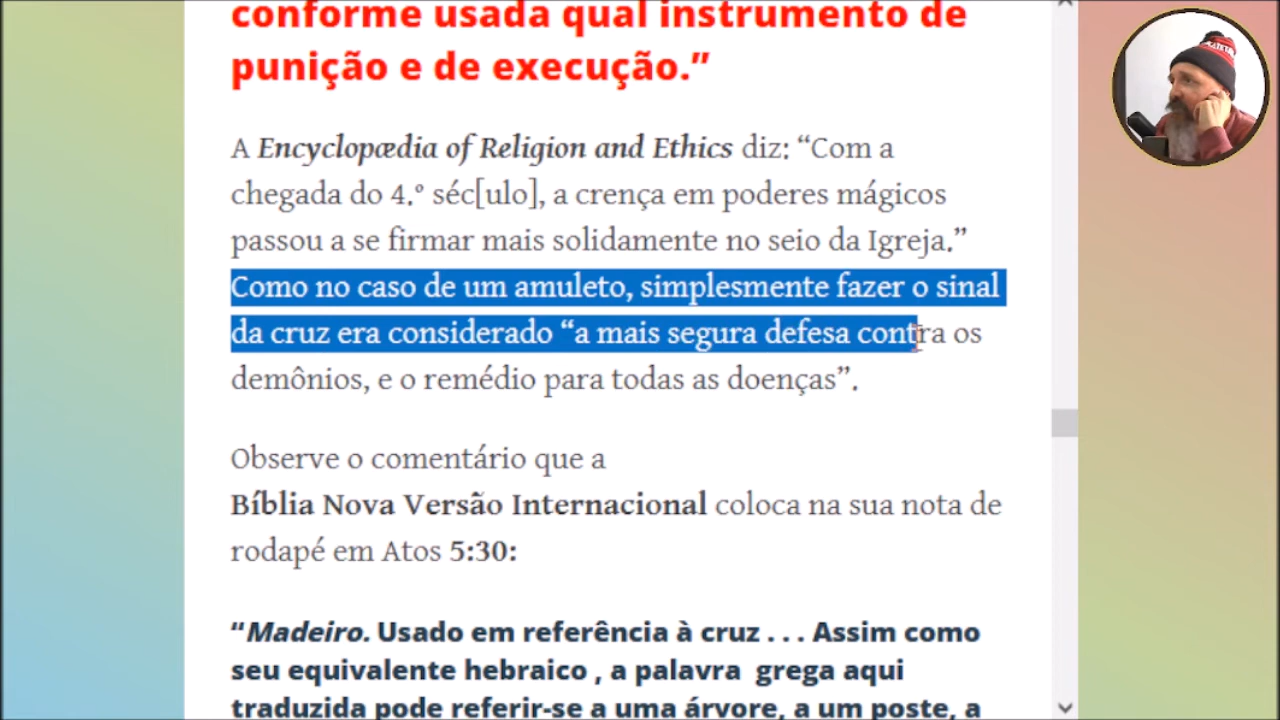 conforme usada qual instrumento de
punição e de execução.”
A Encyclopædia of Religion and Ethics diz: “Com a
chegada do 4.° séc[ulo], a crença em poderes mágicos
passou a se firmar mais solidamente no seio da Igreja.”
Como no caso de um amuleto, simplesmente fazer o sinal
da cruz era considerado “a mais segura defesa contra os
demônios, e o remédio para todas as doenças”.
Observe o comentário que a
Bíblia Nova Versão Internacional coloca na sua nota de
rodapé em Atos 5:30:
“Madeiro. Usado em referência à cruz . . . Assim como
seu equivalente hebraico , a palavra grega aqui
traduzida pode referir-se a uma árvore, a um poste, a